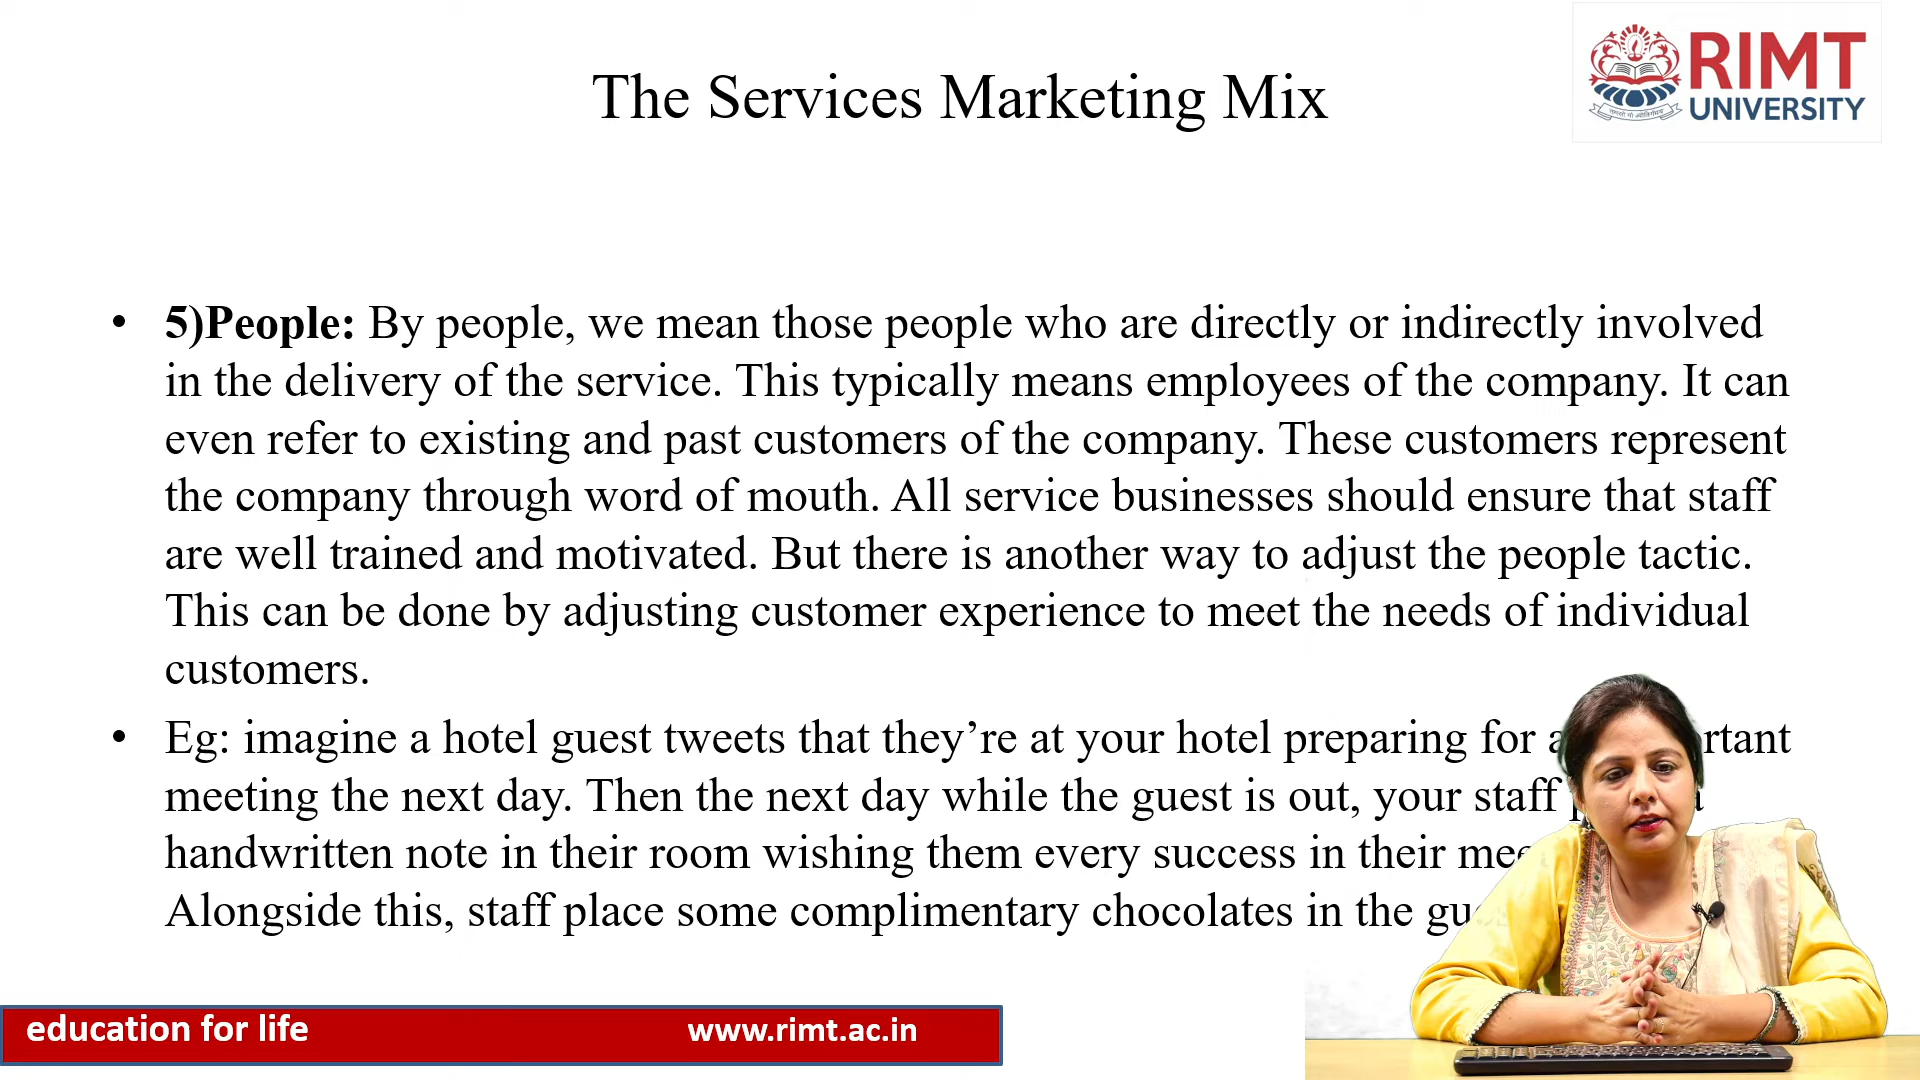 The Services Marketing Mix
RIMT
UNIVERSITY
• 5)People: By people, we mean those people who are directly or indirectly involved
in the delivery of the service. This typically means employees of the company. It can
even refer to existing and past customers of the company. These customers represent
the company through word of mouth. All service businesses should ensure that staff
are well trained and motivated. But there is another way to adjust the people tactic.
This can be done by adjusting customer experience to meet the needs of individual
customers.
• Eg: imagine a hotel guest tweets that they’re at your hotel preparing for
meeting the next day. Then the next day while the guest is out, your staff
handwritten note in their room wishing them every success in their
Alongside this, staff place some complimentary chocolates in the
education for life
www.rimt.ac.in